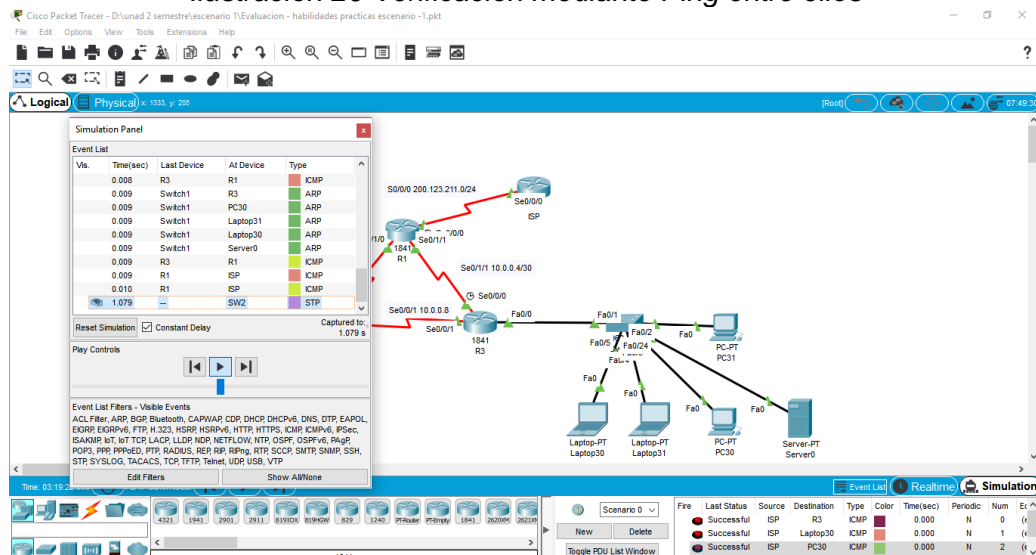 Ilustración 26 Verificación mediante Ping entre ellos
Cisco Packet Tracer - D:\unad 2 semestre\escenario 1\Evaluacion - habilidades practicas escenario -1.pkt
File Edit Options View Tools Extensions Help
?
Logical Physical x: 1333, y: 205 [Root] 07:49:30
Simulation Panel x
Event List
Vis. Time(sec) Last Device At Device Type
0.008 R3 R1 ICMP
0.009 Switch1 R3 ARP
0.009 Switch1 PC30 ARP
0.009 Switch1 Laptop31 ARP
0.009 Switch1 Laptop30 ARP
0.009 Switch1 Server0 ARP
0.009 R3 R1 ICMP
0.009 R1 ISP ICMP
0.010 R1 ISP ICMP
1.079 -- SW2 STP
Reset Simulation Constant Delay Captured to:
1.079 s
Play Controls
Event List Filters - Visible Events
ACL Filter, ARP, BGP, Bluetooth, CAPWAP, CDP, DHCP, DHCPv6, DNS, DTP, EAPOL,
EIGRP, EIGRPv6, FTP, H.323, HSRP, HSRPv6, HTTP, HTTPS, ICMP, ICMPv6, IPSec,
ISAKMP, IoT, IoT TCP, LACP, LLDP, NDP, NETFLOW, NTP, OSPF, OSPFv6, PAgP,
POP3, PPP, PPPoED, PTP, RADIUS, REP, RIP, RIPng, RTP, SCCP, SMTP, SNMP, SSH,
STP, SYSLOG, TACACS, TCP, TFTP, Telnet, UDP, USB, VTP
Edit Filters Show All/None
S0/0/0 200.123.211.0/24
Se0/0/0
ISP
Se0/1/1
1841
R1
Se0/1/1 10.0.0.4/30
Se0/0/0
Se0/0/1 10.0.0.8
Se0/0/1
Fa0/0
1841
R3
Fa0/1
Fa0/2
Fa0/5
Fa0/24
Fa0
PC-PT
PC31
Fa0
Fa0
Fa0
Fa0
Laptop-PT
Laptop30
Laptop-PT
Laptop31
PC-PT
PC30
Server-PT
Server0
Time: 03:19:2
Event List Realtime Simulation
4321 1941 2901 2911 819IOX 819HGW 829 1240 PT-Router PT-Empty 1841 2620XM 2621X
Scenario 0
New Delete
Toggle PDU List Window
Fire Last Status Source Destination Type Color Time(sec) Periodic Num
Successful ISP R3 ICMP 0.000 N 0
Successful ISP Laptop30 ICMP 0.000 N 1
Successful ISP PC30 ICMP 0.000 N 2